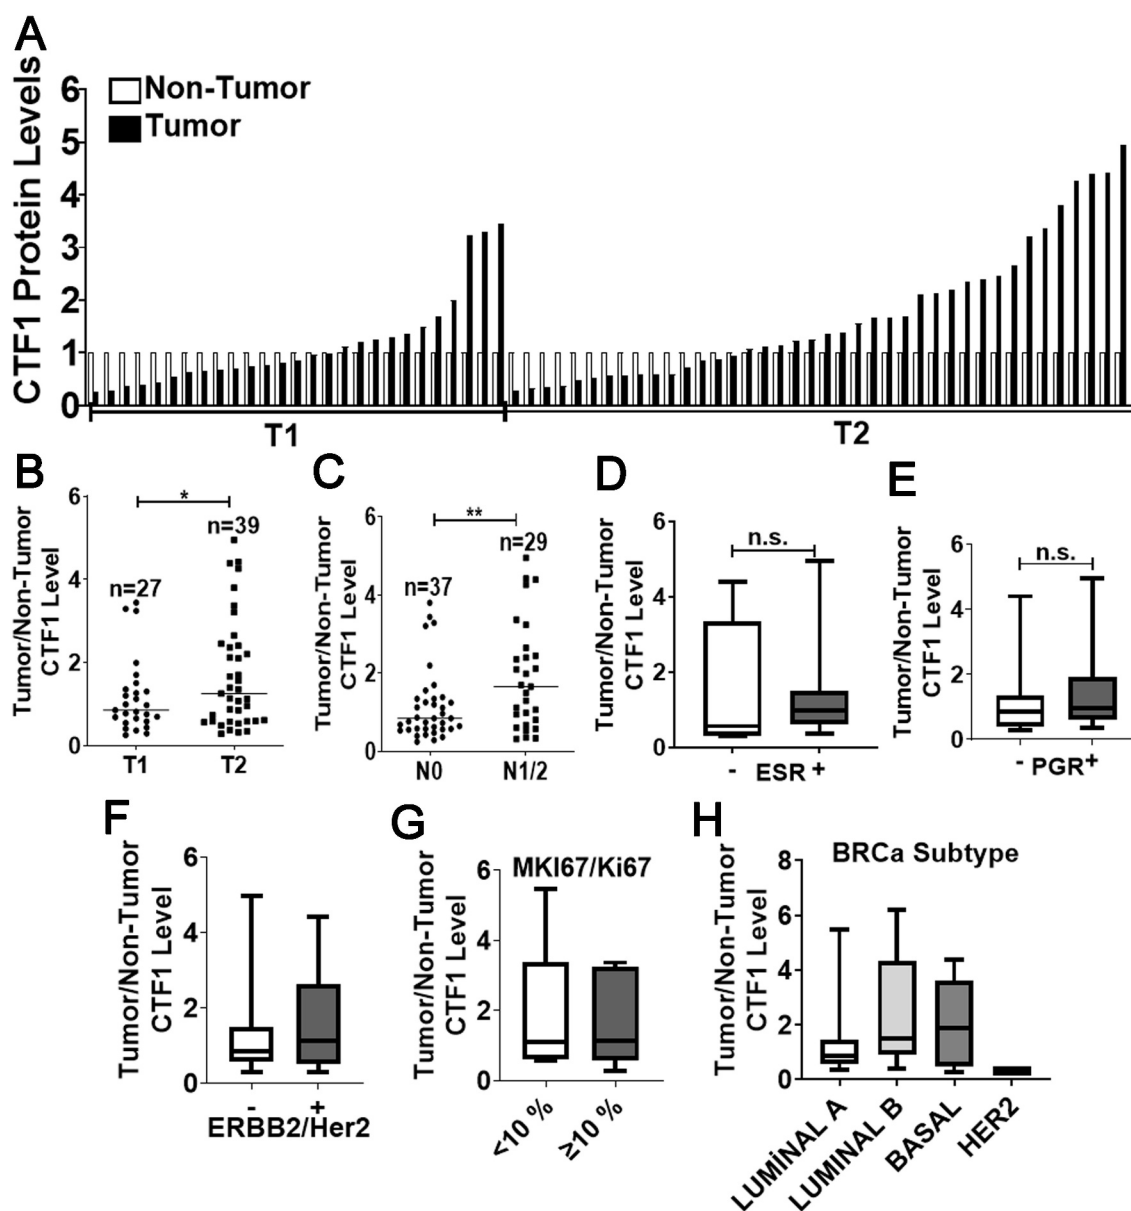 A
CTF1 Protein Levels
6
5
4
3
2
1
0
Non-Tumor
Tumor
T1
T2
B
Tumor/Non-Tumor
CTF1 Level
6
4
2
0
*
n=27
n=39
T1
T2
C
Tumor/Non-Tumor
CTF1 Level
6
4
2
0
**
n=37
n=29
N0
N1/2
D
Tumor/Non-Tumor
CTF1 Level
6
4
2
0
n.s.
- ESR +
E
Tumor/Non-Tumor
CTF1 Level
6
4
2
0
n.s.
- PGR +
F
Tumor/Non-Tumor
CTF1 Level
6
4
2
0
- +
ERBB2/Her2
G
Tumor/Non-Tumor
CTF1 Level
6
4
2
0
MKI67/Ki67
<10 %
≥10 %
H
Tumor/Non-Tumor
CTF1 Level
8
6
4
2
0
BRCa Subtype
LUMİNAL A
LUMINAL B
BASAL
HER2